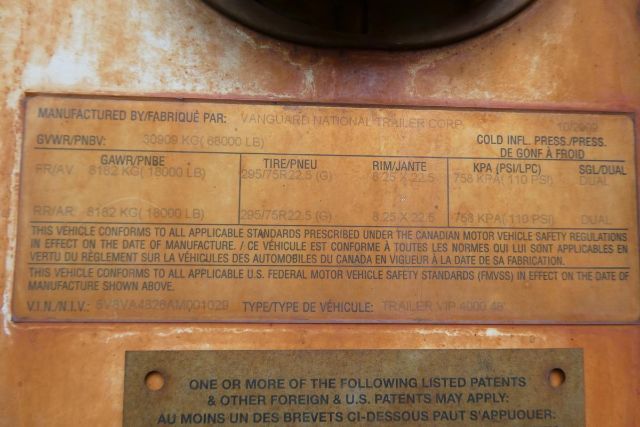 MANUFACTURED BY/FABRIQUÉ PAR: VANGUARD NATIONAL TRAILER CORP 10/2009
GVWR/PNBV: 30909 KG( 68000 LB) COLD INFL. PRESS./PRESS. DE GONF À FROID
GAWR/PNBE TIRE/PNEU RIM/JANTE KPA (PSI/LPC) SGL/DUAL
FR/AV: 8182 KG( 18000 LB) 295/75R22.5 (G) 8.25 X 22.5 758 KPA( 110 PSI) DUAL
RR/AR: 8182 KG( 18000 LB) 295/75R22.5 (G) 8.25 X 22.5 758 KPA( 110 PSI) DUAL
THIS VEHICLE CONFORMS TO ALL APPLICABLE STANDARDS PRESCRIBED UNDER THE CANADIAN MOTOR VEHICLE SAFETY REGULATIONS
IN EFFECT ON THE DATE OF MANUFACTURE. / CE VÉHICULE EST CONFORME À TOUTES LES NORMES QUI LUI SONT APPLICABLES EN
VERTU DU RÈGLEMENT SUR LA VÉHICULES DES AUTOMOBILES DU CANADA EN VIGUEUR À LA DATE DE SA FABRICATION.
THIS VEHICLE CONFORMS TO ALL APPLICABLE U.S. FEDERAL MOTOR VEHICLE SAFETY STANDARDS (FMVSS) IN EFFECT ON THE DATE OF
MANUFACTURE SHOWN ABOVE.
V.I.N./N.I.V.: 5V8VA4826AM001029 TYPE/TYPE DE VÉHICULE: TRAILER VIP 4000 48'
ONE OR MORE OF THE FOLLOWING LISTED PATENTS
& OTHER FOREIGN & U.S. PATENTS MAY APPLY:
AU MOINS UN DES BREVETS CI-DESSOUS PAUT S'APPUOUER: